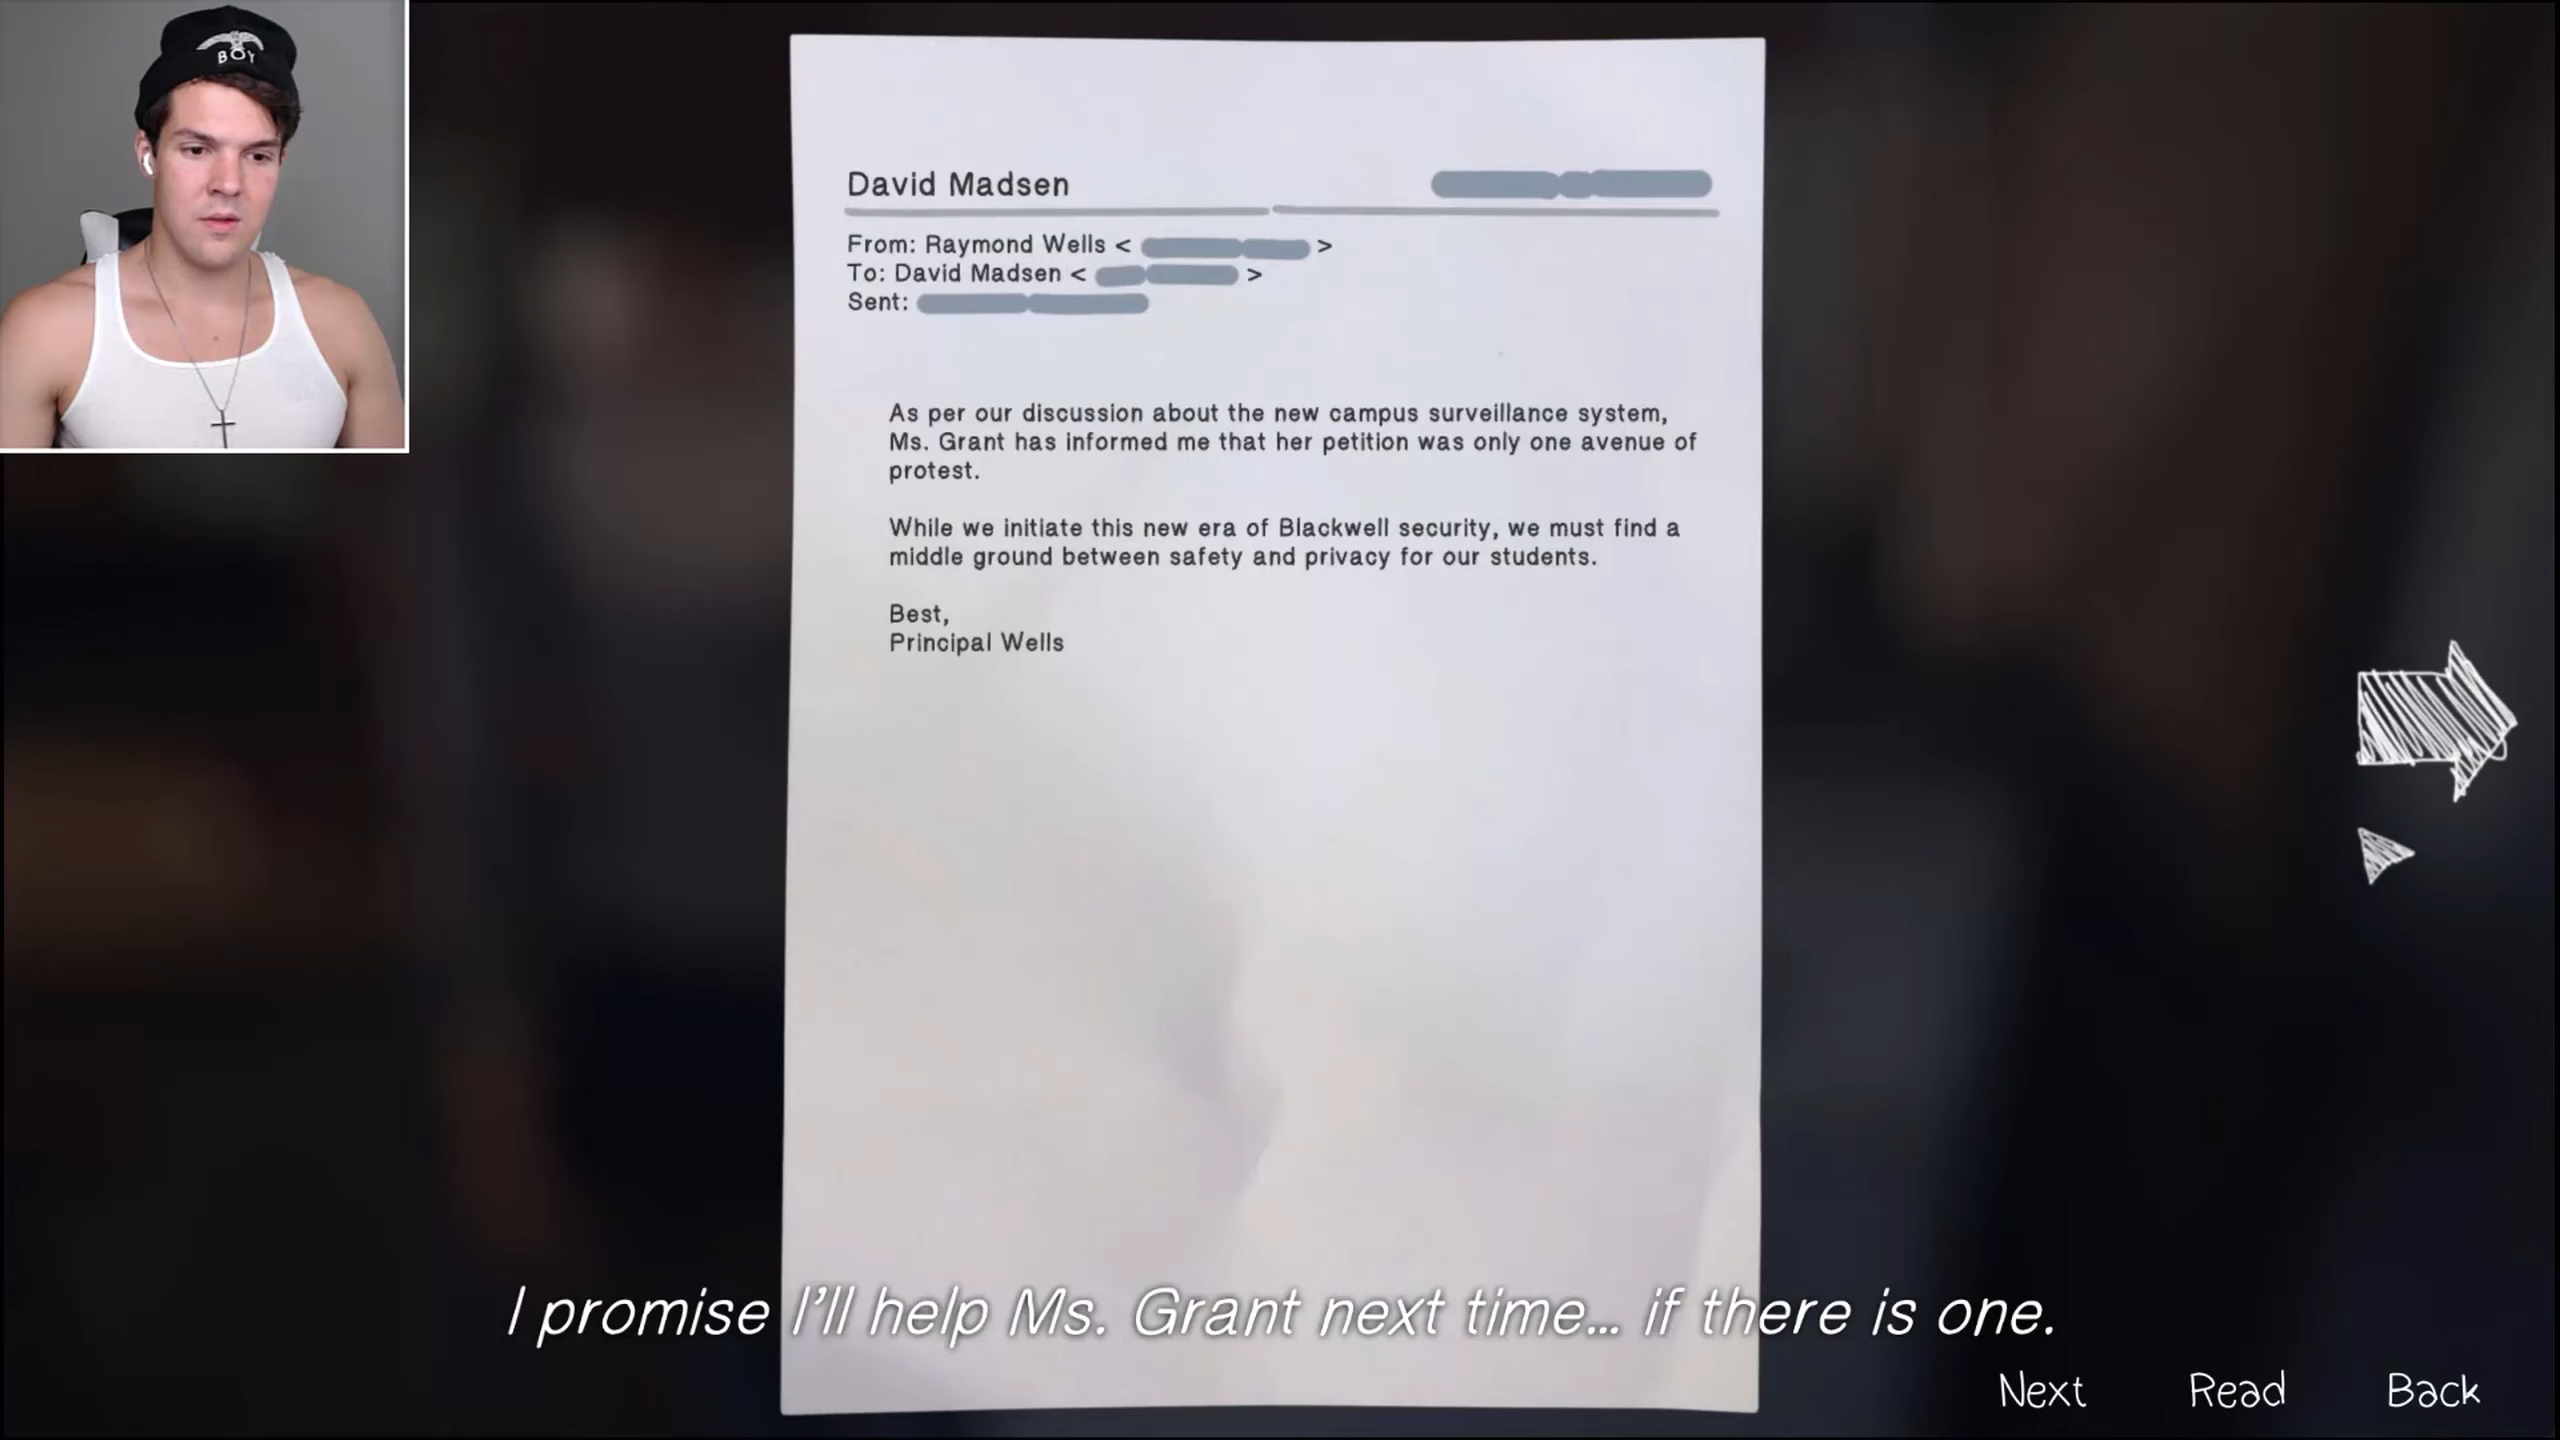 BOY
David Madsen
From: Raymond Wells < >
To: David Madsen < >
Sent:
As per our discussion about the new campus surveillance system,
Ms. Grant has informed me that her petition was only one avenue of
protest.
While we initiate this new era of Blackwell security, we must find a
middle ground between safety and privacy for our students.
Best,
Principal Wells
I promise I'll help Ms. Grant next time... if there is one.
Next Read Back